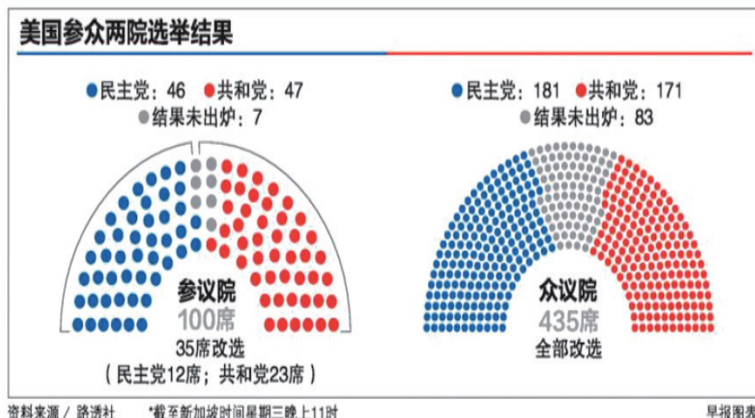 美国参众两院选举结果
民主党：46 共和党：47
结果未出炉：7
参议院
100席
35席改选
（民主党12席；共和党23席）
民主党：181 共和党：171
结果未出炉：83
众议院
435席
全部改选
资料来源／路透社 *截至新加坡时间星期三晚上11时 早报图表